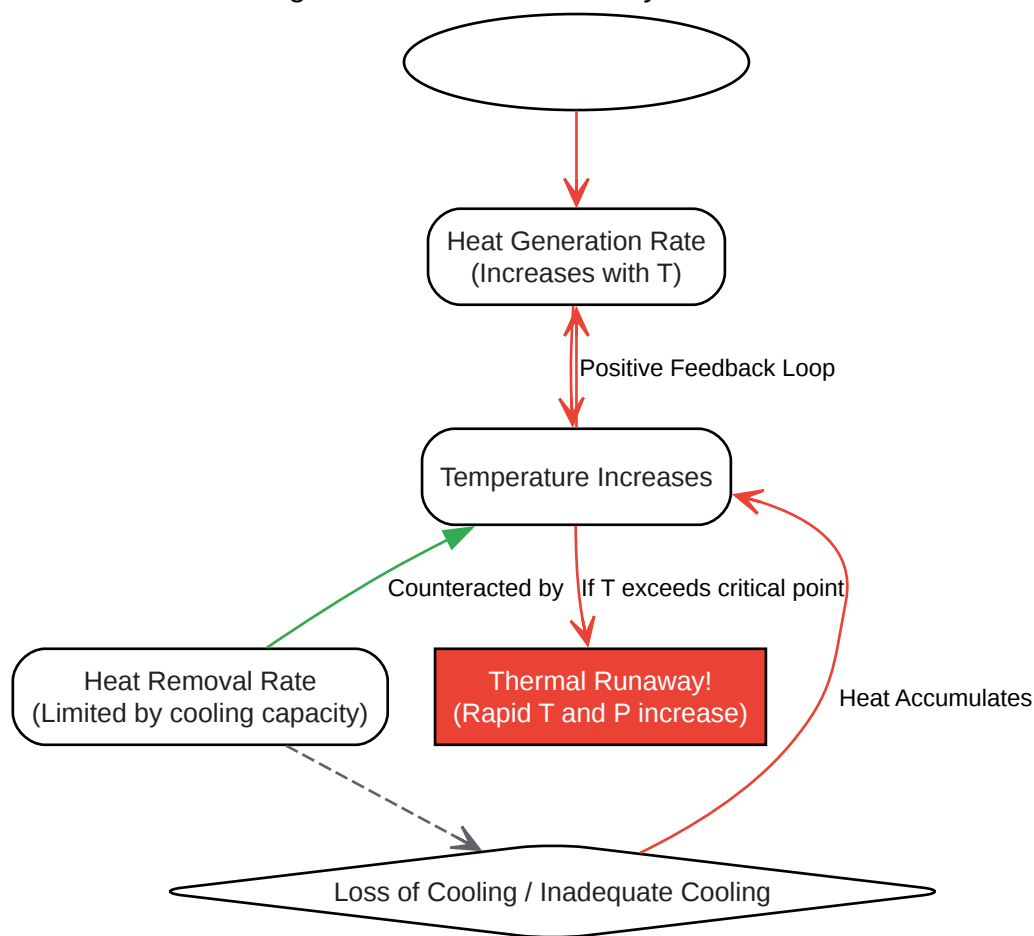 Heat Generation Rate
(Increases with T)
Positive Feedback Loop
Temperature Increases
Counteracted by
If T exceeds critical point
Heat Removal Rate
(Limited by cooling capacity)
Thermal Runaway!
(Rapid T and P increase)
Heat Accumulates
Loss of Cooling / Inadequate Cooling